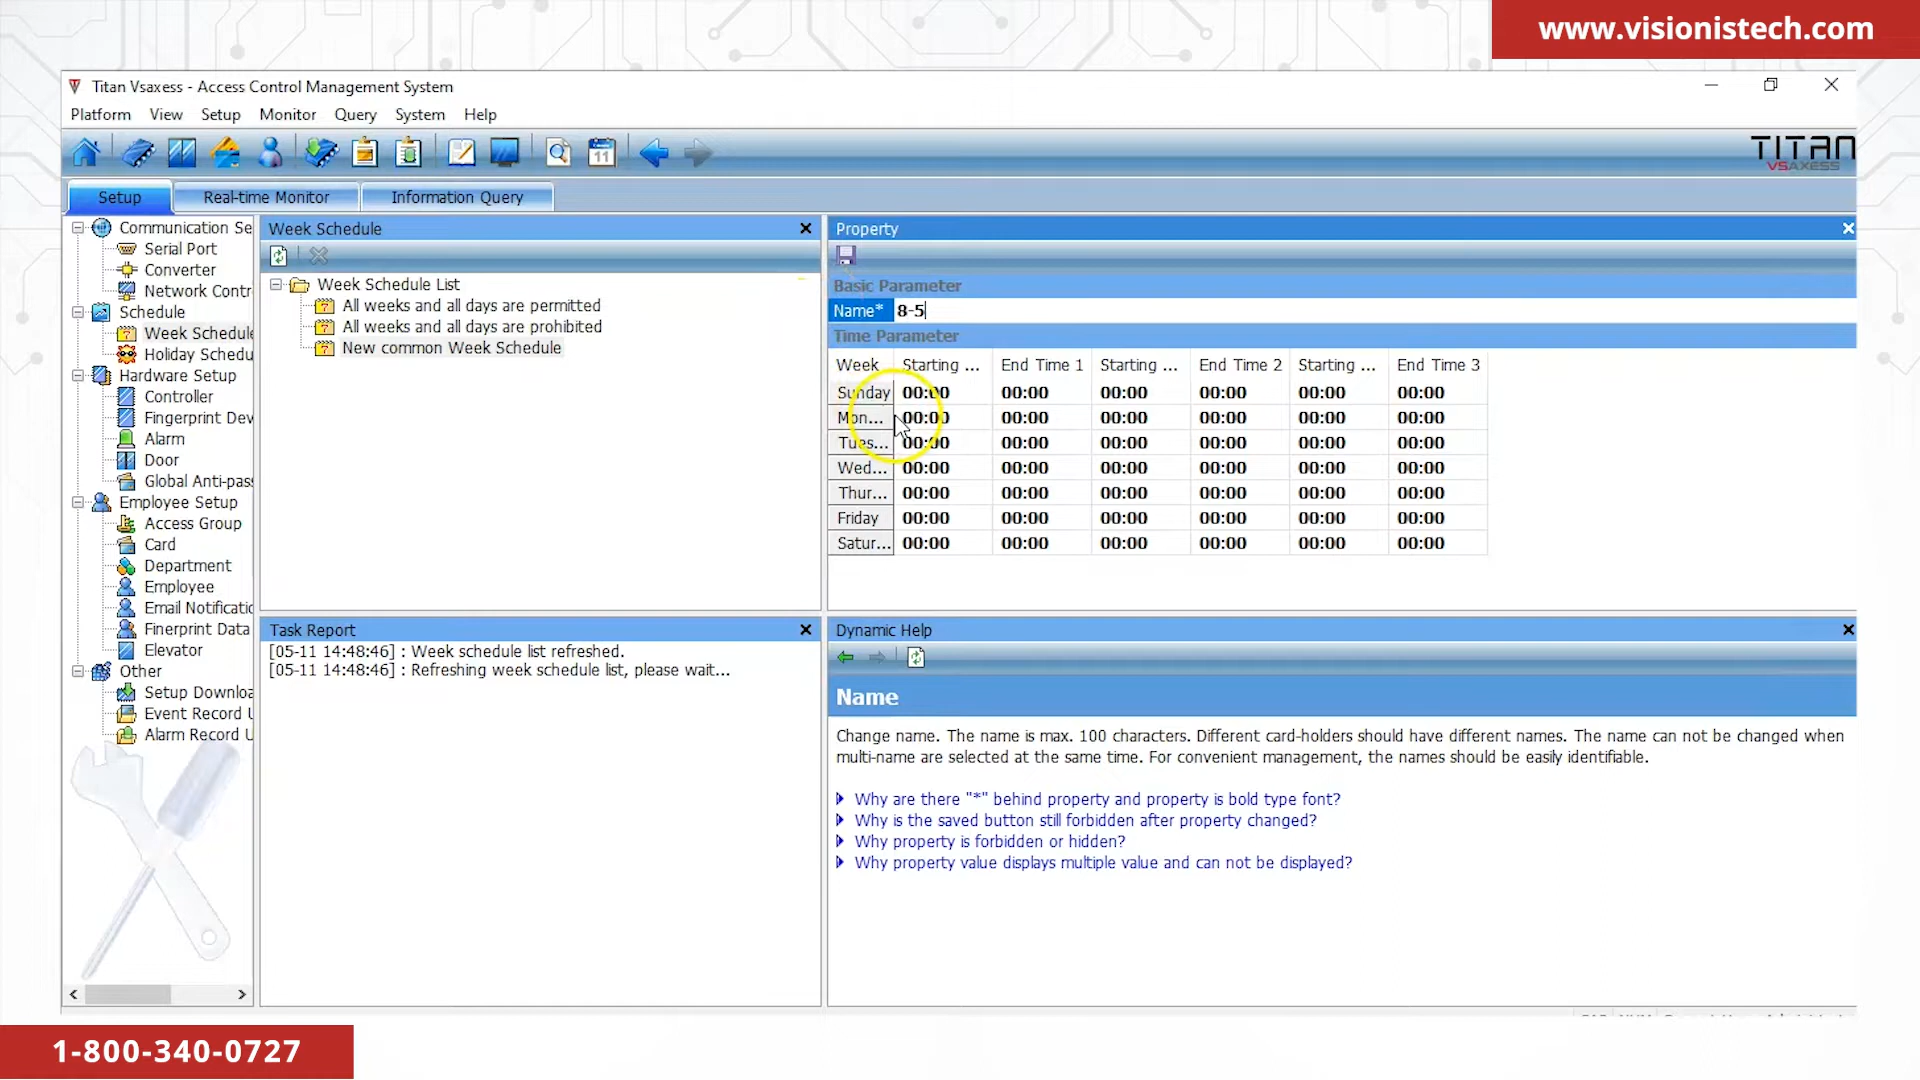 www.visionistech.com
Titan Vsaxess - Access Control Management System
Platform View Setup Monitor Query System Help
11
TITAN
VSAXESS
Setup Real-time Monitor Information Query
Communication Se
Serial Port
Converter
Network Contr
Schedule
Week Schedule
Holiday Schedu
Hardware Setup
Controller
Fingerprint Dev
Alarm
Door
Global Anti-pas
Employee Setup
Access Group
Card
Department
Employee
Email Notificatio
Finerprint Data
Elevator
Other
Setup Downloa
Event Record U
Alarm Record U
Week Schedule
Week Schedule List
All weeks and all days are permitted
All weeks and all days are prohibited
New common Week Schedule
Property
Basic Parameter
Name* 8-5
Time Parameter
Week Starting ... End Time 1 Starting ... End Time 2 Starting ... End Time 3
Sunday 00:00 00:00 00:00 00:00 00:00 00:00
Mon... 00:00 00:00 00:00 00:00 00:00 00:00
Tues... 00:00 00:00 00:00 00:00 00:00 00:00
Wed... 00:00 00:00 00:00 00:00 00:00 00:00
Thur... 00:00 00:00 00:00 00:00 00:00 00:00
Friday 00:00 00:00 00:00 00:00 00:00 00:00
Satur... 00:00 00:00 00:00 00:00 00:00 00:00
Task Report
[05-11 14:48:46] : Week schedule list refreshed.
[05-11 14:48:46] : Refreshing week schedule list, please wait...
Dynamic Help
Name
Change name. The name is max. 100 characters. Different card-holders should have different names. The name can not be changed when
multi-name are selected at the same time. For convenient management, the names should be easily identifiable.
Why are there "*" behind property and property is bold type font?
Why is the saved button still forbidden after property changed?
Why property is forbidden or hidden?
Why property value displays multiple value and can not be displayed?
1-800-340-0727